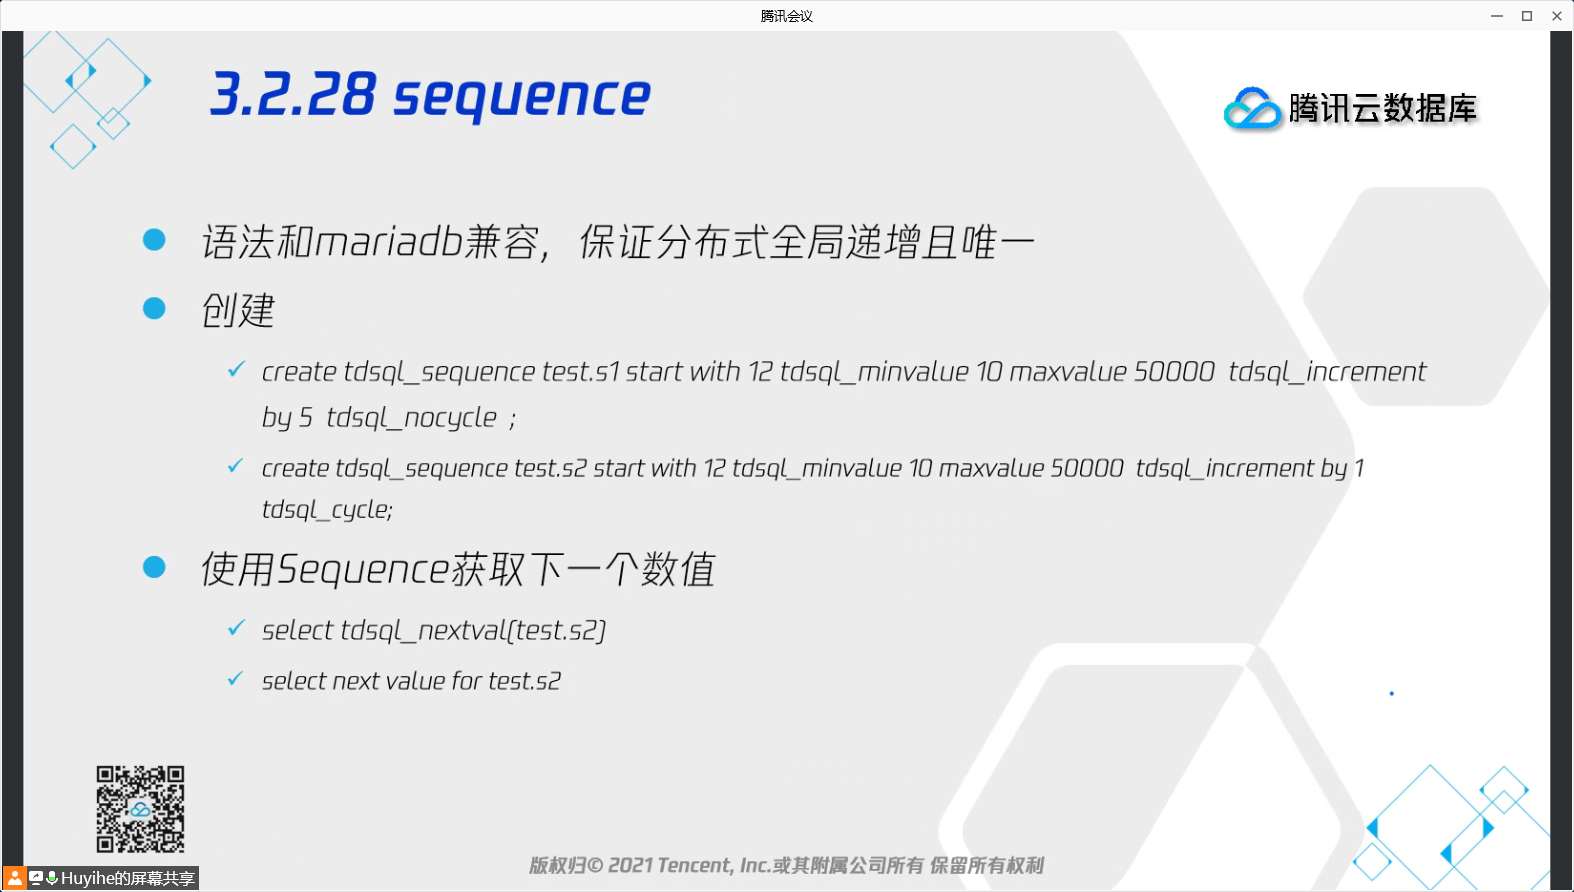 腾讯会议
3.2.28 sequence
腾讯云数据库
语法和mariadb兼容，保证分布式全局递增且唯一
创建
create tdsql_sequence test.s1 start with 12 tdsql_minvalue 10 maxvalue 50000 tdsql_increment
by 5 tdsql_nocycle ;
create tdsql_sequence test.s2 start with 12 tdsql_minvalue 10 maxvalue 50000 tdsql_increment by 1
tdsql_cycle;
使用Sequence获取下一个数值
select tdsql_nextval(test.s2)
select next value for test.s2
版权归© 2021 Tencent, Inc.或其附属公司所有 保留所有权利
Huyihe的屏幕共享